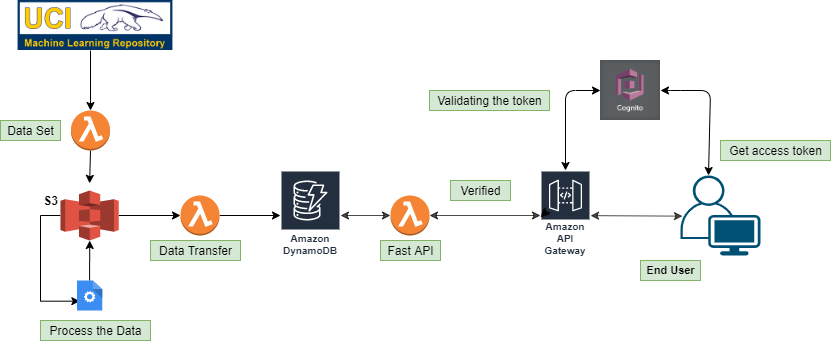 UCI
Machine Learning Repository
Data Set
S3
Process the Data
Data Transfer
Amazon
DynamoDB
Fast API
Verified
Validating the token
Cognito
Get access token
Amazon
API
Gateway
End User